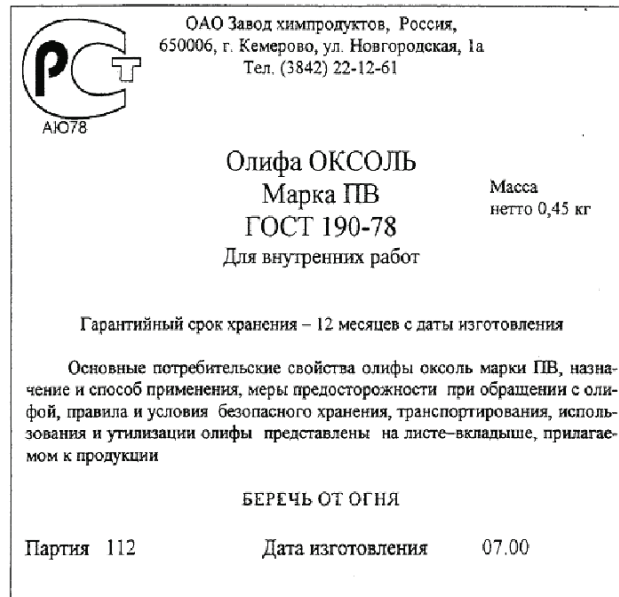 ОАО Завод химпродуктов, Россия,
650006, г. Кемерово, ул. Новгородская, 1а
Тел. (3842) 22-12-61
РСТ
АЮ78
Олифа ОКСОЛЬ
Марка ПВ
ГОСТ 190-78
Для внутренних работ
Масса
нетто 0,45 кг
Гарантийный срок хранения – 12 месяцев с даты изготовления
Основные потребительские свойства олифы оксоль марки ПВ, назна-
чение и способ применения, меры предосторожности при обращении с оли-
фой, правила и условия безопасного хранения, транспортирования, исполь-
зования и утилизации олифы представлены на листе–вкладыше, прилагае-
мом к продукции
БЕРЕЧЬ ОТ ОГНЯ
Партия 112 Дата изготовления 07.00